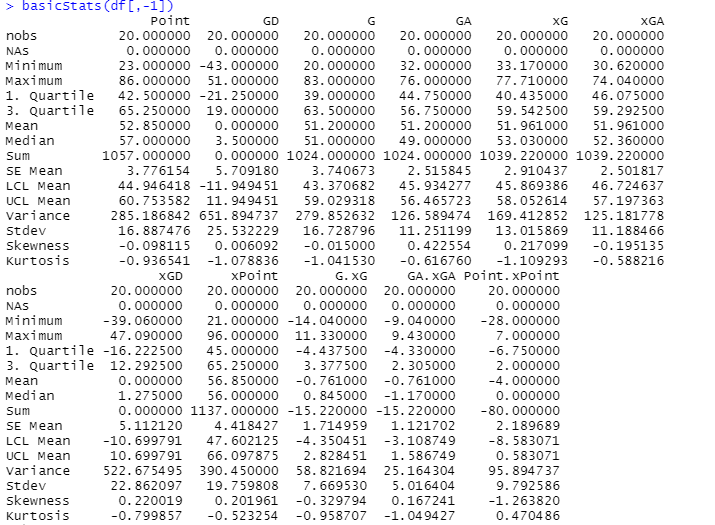 > basicStats(df[,-1])
Point GD G GA xG xGA
nobs 20.000000 20.000000 20.000000 20.000000 20.000000 20.000000
NAs 0.000000 0.000000 0.000000 0.000000 0.000000 0.000000
Minimum 23.000000 -43.000000 20.000000 32.000000 33.170000 30.620000
Maximum 86.000000 51.000000 83.000000 76.000000 77.710000 74.040000
1. Quartile 42.500000 -21.250000 39.000000 44.750000 40.435000 46.075000
3. Quartile 65.250000 19.000000 63.500000 56.750000 59.542500 59.292500
Mean 52.850000 0.000000 51.200000 51.200000 51.961000 51.961000
Median 57.000000 3.500000 51.000000 49.000000 53.030000 52.360000
Sum 1057.000000 0.000000 1024.000000 1024.000000 1039.220000 1039.220000
SE Mean 3.776154 5.709180 3.740673 2.515845 2.910437 2.501817
LCL Mean 44.946418 -11.949451 43.370682 45.934277 45.869386 46.724637
UCL Mean 60.753582 11.949451 59.029318 56.465723 58.052614 57.197363
Variance 285.186842 651.894737 279.852632 126.589474 169.412852 125.181778
Stdev 16.887476 25.532229 16.728796 11.251199 13.015869 11.188466
Skewness -0.098115 0.006092 -0.015000 0.422554 0.217099 -0.195135
Kurtosis -0.936541 -1.078836 -1.041530 -0.616760 -1.109293 -0.588216
xGD xPoint G.xG GA.xGA Point.xPoint
nobs 20.000000 20.000000 20.000000 20.000000 20.000000
NAs 0.000000 0.000000 0.000000 0.000000 0.000000
Minimum -39.060000 21.000000 -14.040000 -9.040000 -28.000000
Maximum 47.090000 96.000000 11.330000 9.430000 7.000000
1. Quartile -16.222500 45.000000 -4.437500 -4.330000 -6.750000
3. Quartile 12.292500 65.250000 3.377500 2.305000 2.000000
Mean 0.000000 56.850000 -0.761000 -0.761000 -4.000000
Median 1.275000 56.000000 0.845000 -1.170000 0.000000
Sum 0.000000 1137.000000 -15.220000 -15.220000 -80.000000
SE Mean 5.112120 4.418427 1.714959 1.121702 2.189689
LCL Mean -10.699791 47.602125 -4.350451 -3.108749 -8.583071
UCL Mean 10.699791 66.097875 2.828451 1.586749 0.583071
Variance 522.675495 390.450000 58.821694 25.164304 95.894737
Stdev 22.862097 19.759808 7.669530 5.016404 9.792586
Skewness 0.220019 0.201961 -0.329794 0.167241 -1.263820
Kurtosis -0.799857 -0.523254 -0.958707 -1.049427 0.470486